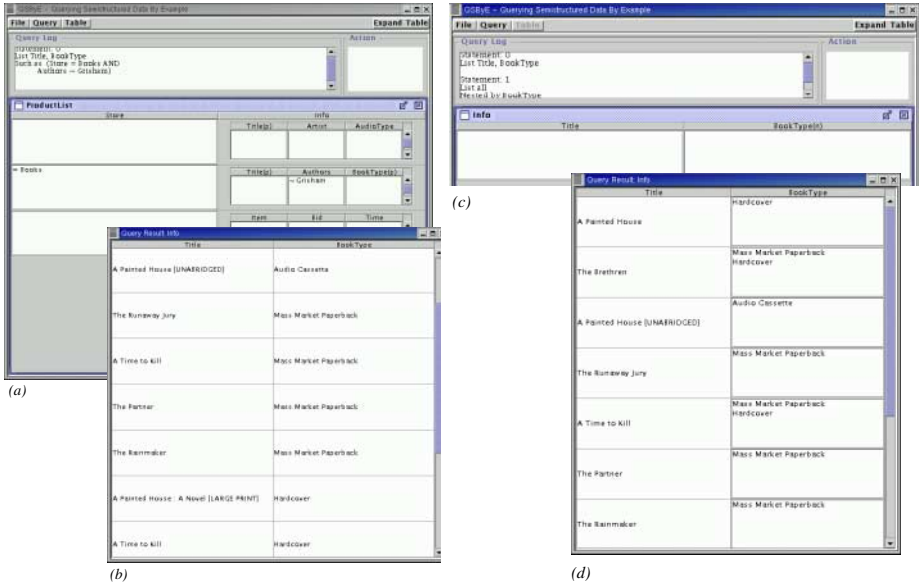 GSByE - Querying Semistructured Data By Example
File Query Table Expand Table
Query Log Action
Statement: 0
List Title, BookType
Such as (Store = Books AND
Authors ~ Grisham)
ProductList
Store Info
Title(p) Artist AudioType
= Books
Title(p) Authors BookType(p)
~ Grisham
Item Bid Time
(a)
Query Result: Info
Title BookType
A Painted House [UNABRIDGED] Audio Cassette
The Runaway Jury Mass Market Paperback
A Time to Kill Mass Market Paperback
The Partner Mass Market Paperback
The Rainmaker Mass Market Paperback
A Painted House : A Novel [LARGE PRINT] Hardcover
A Time to Kill Hardcover
(b)
GSByE - Querying Semistructured Data By Example
File Query Table Expand Table
Query Log Action
Statement: 0
List Title, BookType
Statement: 1
List all
Nested by BookType
Info
Title BookType(n)
(c)
Query Result: Info
Title BookType
A Painted House Hardcover
The Brethren Mass Market Paperback
Hardcover
A Painted House [UNABRIDGED] Audio Cassette
The Runaway Jury Mass Market Paperback
A Time to Kill Mass Market Paperback
Hardcover
The Partner Mass Market Paperback
The Rainmaker Mass Market Paperback
(d)